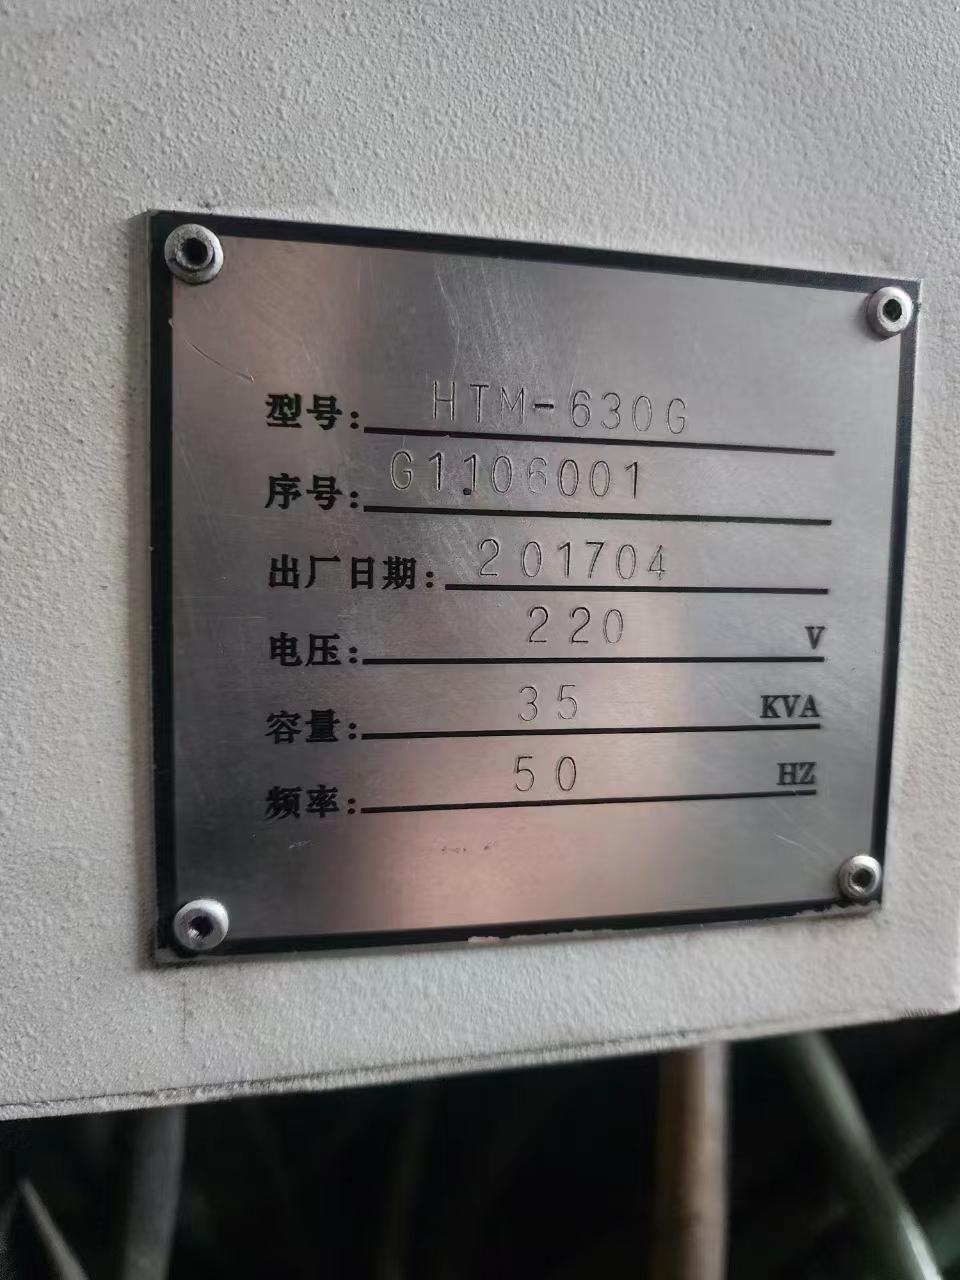 型号: HTM-630G
序号: G1106001
出厂日期: 201704
电压: 220 V
容量: 35 KVA
频率: 50 HZ